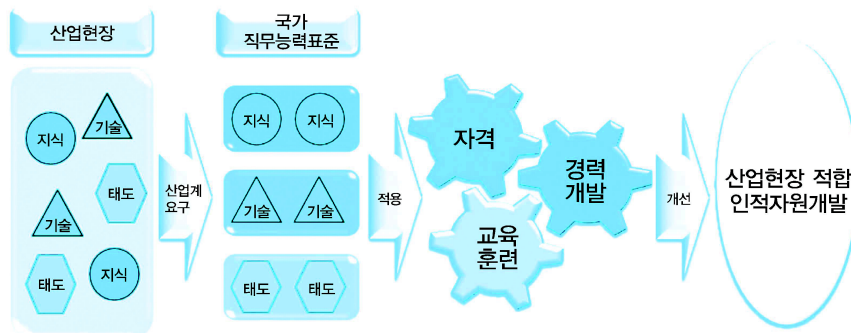 산업현장
지식
기술
태도
기술
태도
지식
산업계
요구
국가
직무능력표준
지식 지식
기술 기술
태도 태도
적용
자격
경력
개발
교육
훈련
개선
산업현장 적합
인적자원개발